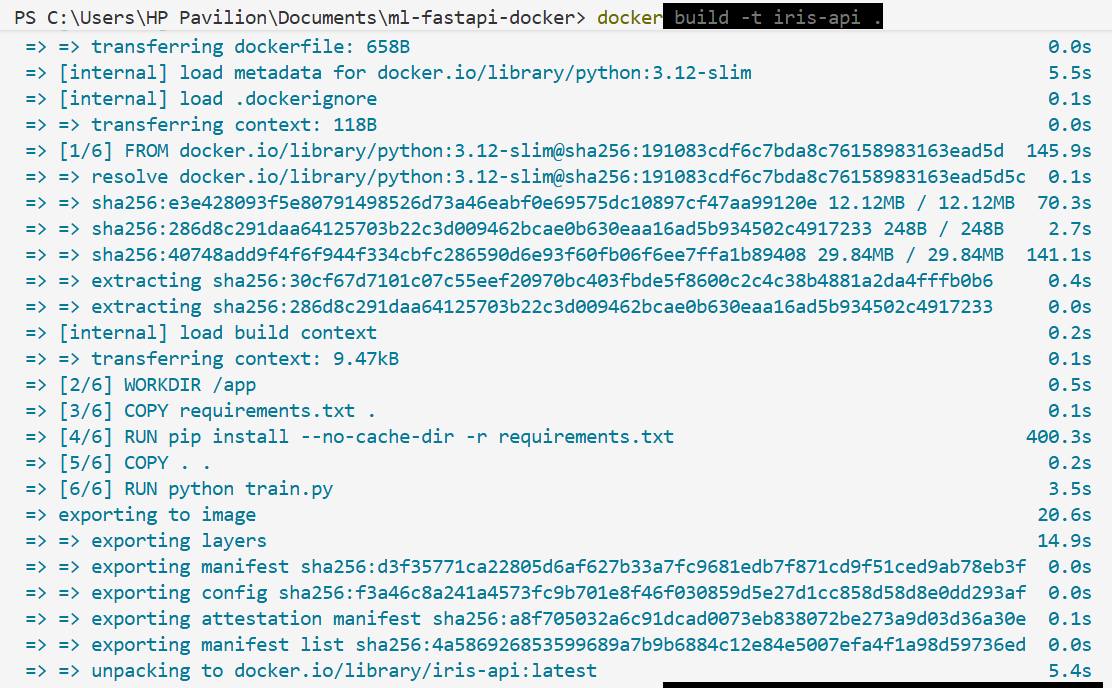 PS C:\Users\HP Pavilion\Documents\ml-fastapi-docker> docker build -t iris-api .
=> => transferring dockerfile: 658B 0.0s
=> [internal] load metadata for docker.io/library/python:3.12-slim 5.5s
=> [internal] load .dockerignore 0.1s
=> => transferring context: 118B 0.0s
=> [1/6] FROM docker.io/library/python:3.12-slim@sha256:191083cdf6c7bda8c76158983163ead5d 145.9s
=> => resolve docker.io/library/python:3.12-slim@sha256:191083cdf6c7bda8c76158983163ead5d5c 0.1s
=> => sha256:e3e428093f5e80791498526d73a46eabf0e69575dc10897cf47aa99120e 12.12MB / 12.12MB 70.3s
=> => sha256:286d8c291daa64125703b22c3d009462bcae0b630eaa16ad5b934502c4917233 248B / 248B 2.7s
=> => sha256:40748add9f4f6f944f334cbfc286590d6e93f60fb06f6ee7ffa1b89408 29.84MB / 29.84MB 141.1s
=> => extracting sha256:30cf67d7101c07c55eef20970bc403fbde5f8600c2c4c38b4881a2da4fffb0b6 0.4s
=> => extracting sha256:286d8c291daa64125703b22c3d009462bcae0b630eaa16ad5b934502c4917233 0.0s
=> [internal] load build context 0.2s
=> => transferring context: 9.47kB 0.1s
=> [2/6] WORKDIR /app 0.5s
=> [3/6] COPY requirements.txt . 0.1s
=> [4/6] RUN pip install --no-cache-dir -r requirements.txt 400.3s
=> [5/6] COPY . . 0.2s
=> [6/6] RUN python train.py 3.5s
=> exporting to image 20.6s
=> => exporting layers 14.9s
=> => exporting manifest sha256:d3f35771ca22805d6af627b33a7fc9681edb7f871cd9f51ced9ab78eb3f 0.0s
=> => exporting config sha256:f3a46c8a241a4573fc9b701e8f46f030859d5e27d1cc858d58d8e0dd293af 0.0s
=> => exporting attestation manifest sha256:a8f705032a6c91dcad0073eb838072be273a9d03d36a30e 0.1s
=> => exporting manifest list sha256:4a586926853599689a7b9b6884c12e84e5007efa4f1a98d59736ed 0.0s
=> => unpacking to docker.io/library/iris-api:latest 5.4s